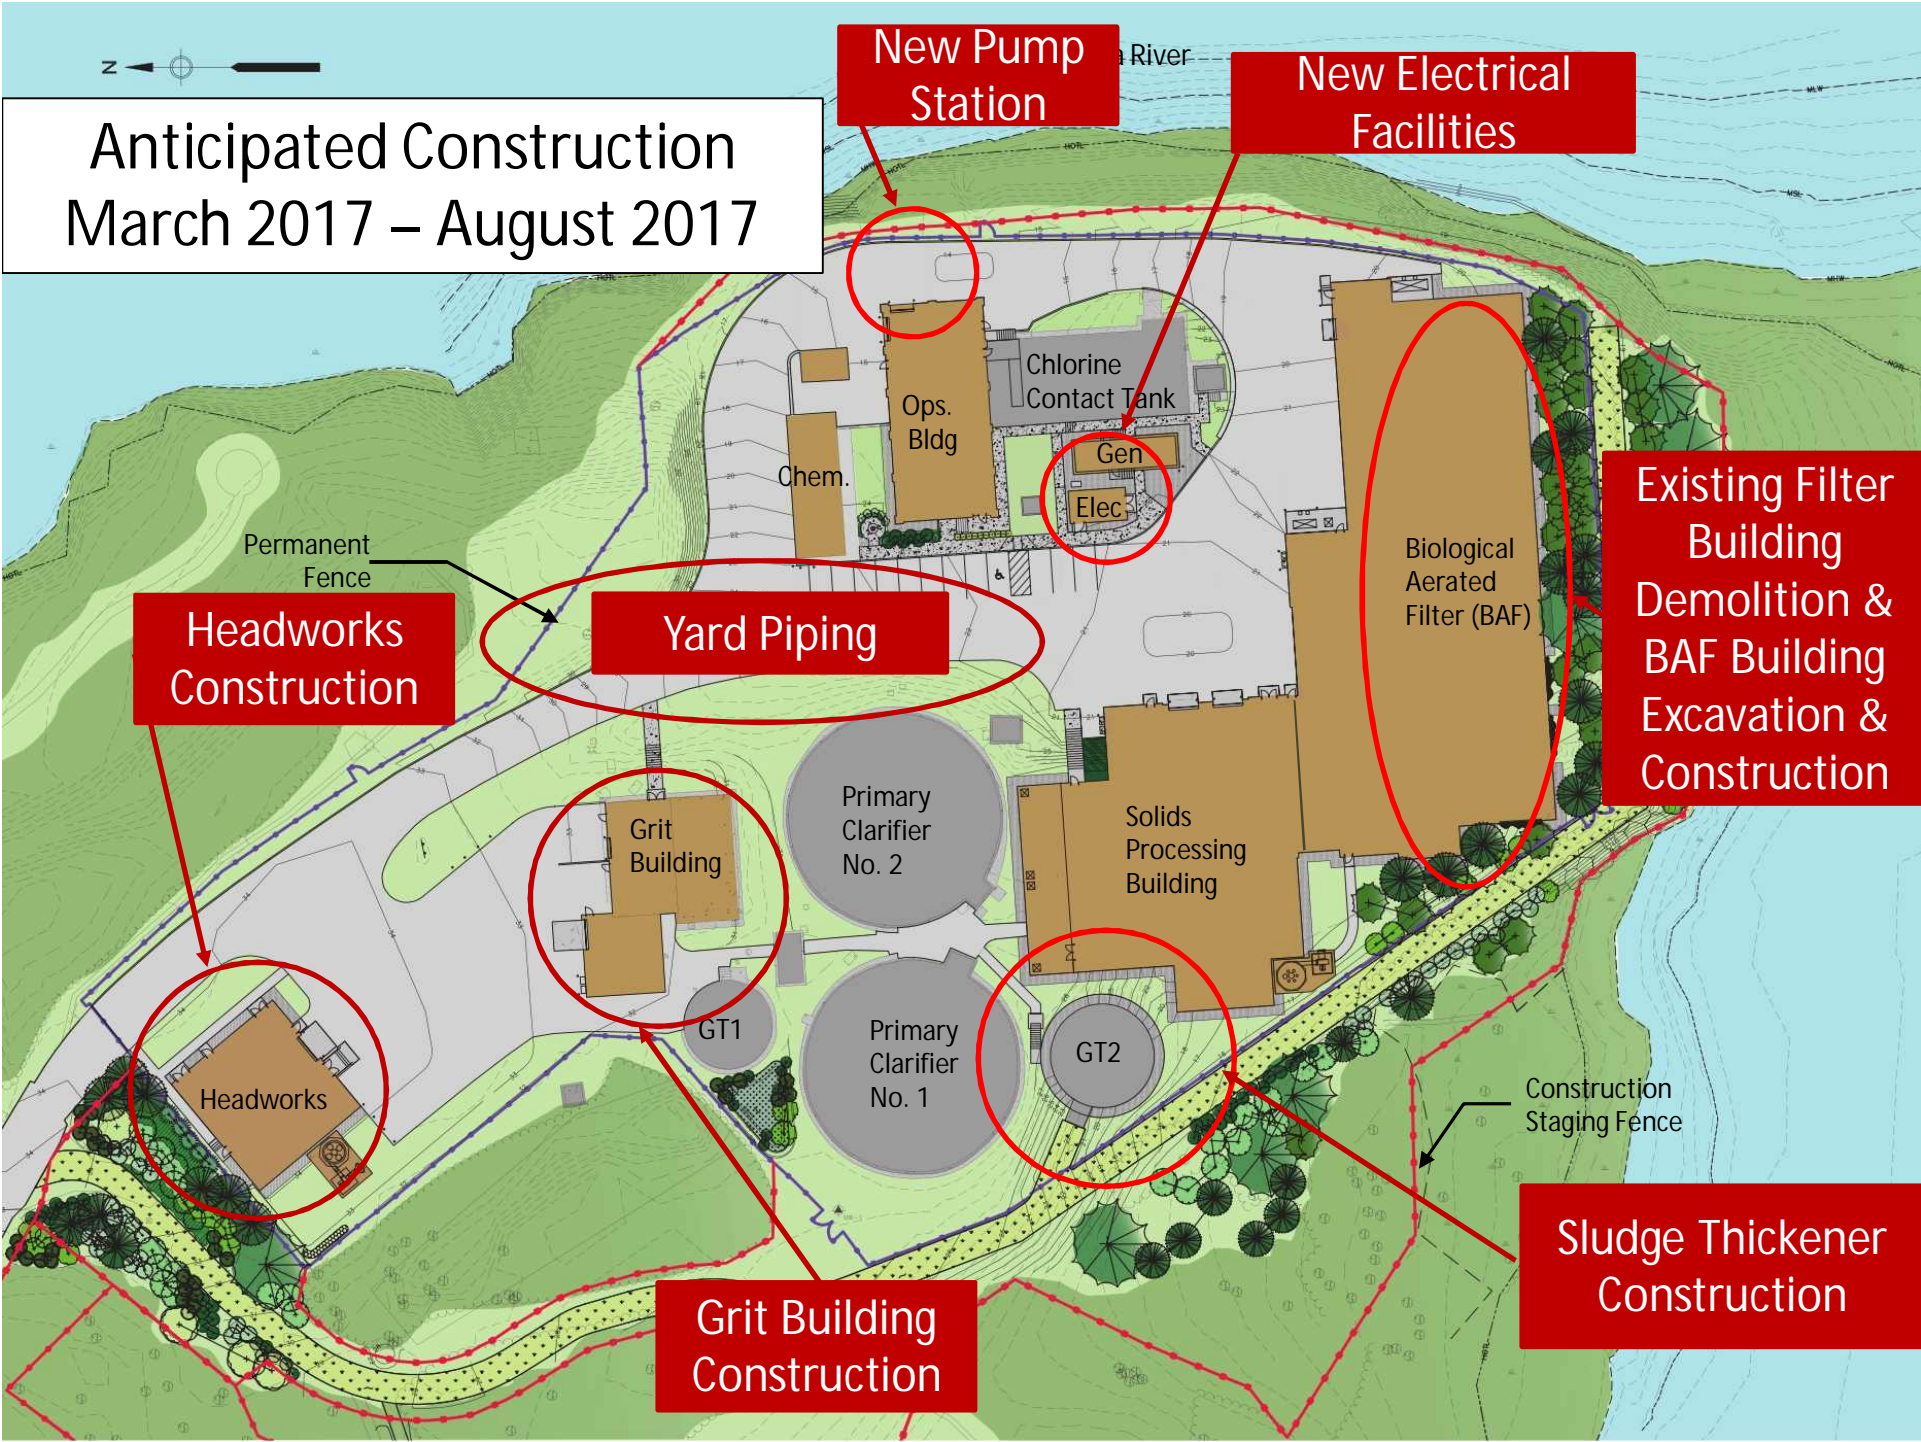 New Pump
Station
River
New Electrical
Facilities
N
Anticipated Construction
March 2017 – August 2017
Chlorine
Contact Tank
Ops.
Bldg
Gen
Elec
Chem.
Permanent
Fence
Existing Filter
Building
Demolition &
BAF Building
Excavation &
Construction
Biological
Aerated
Filter (BAF)
Headworks
Construction
Yard Piping
Primary
Clarifier
No. 2
Grit
Building
Solids
Processing
Building
GT1
Primary
Clarifier
No. 1
GT2
Headworks
Construction
Staging Fence
Sludge Thickener
Construction
Grit Building
Construction